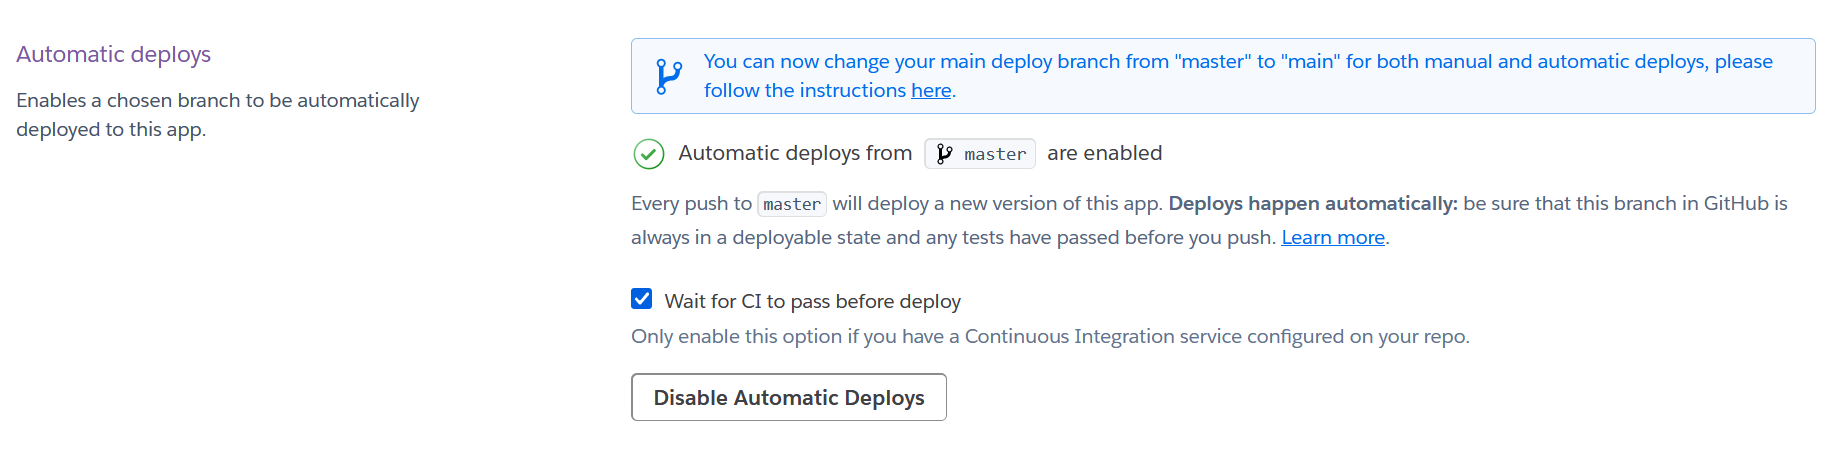 Automatic deploys
Enables a chosen branch to be automatically
deployed to this app.
You can now change your main deploy branch from "master" to "main" for both manual and automatic deploys, please
follow the instructions here.
Automatic deploys from master are enabled
Every push to master will deploy a new version of this app. Deploys happen automatically: be sure that this branch in GitHub is
always in a deployable state and any tests have passed before you push. Learn more.
Wait for CI to pass before deploy
Only enable this option if you have a Continuous Integration service configured on your repo.
Disable Automatic Deploys